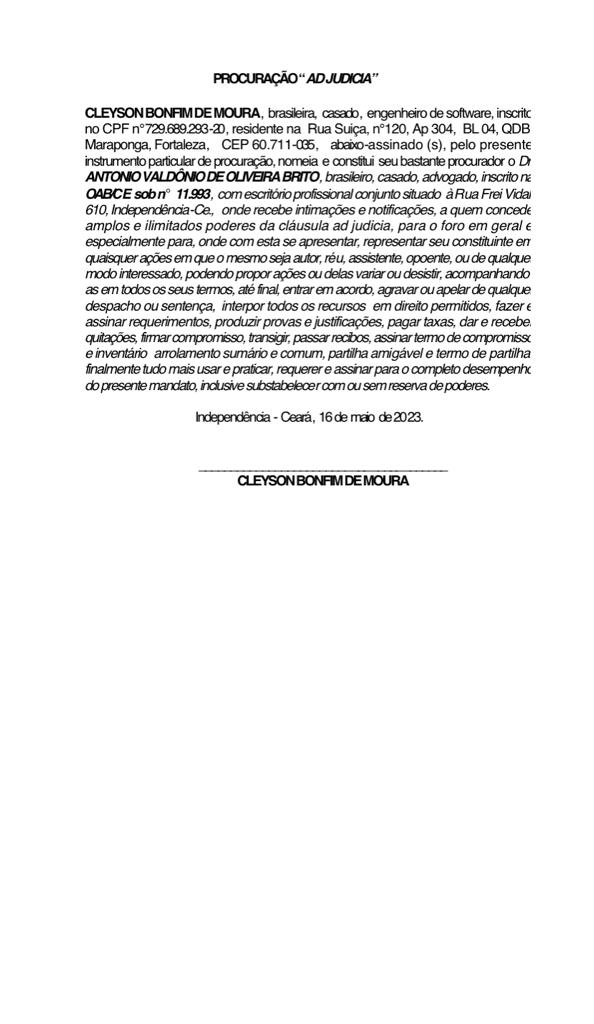 PROCURAÇÃO “ AD JUDICIA”
CLEYSON BONFIM DE MOURA, brasileira, casado, engenheiro de software, inscrito
no CPF n° 729.689.293-20, residente na Rua Suiça, n°120, Ap 304, BL 04, QDB
Maraponga, Fortaleza, CEP 60.711-035, abaixo-assinado (s), pelo presente
instrumento particular de procuração, nomeia e constitui seu bastante procurador o Dr
ANTONIO VALDÔNIO DE OLIVEIRA BRITO, brasileiro, casado, advogado, inscrito na
OAB/CE sob n° 11.993, com escritório profissional conjunto situado à Rua Frei Vidal
610, Independência-Ce., onde recebe intimações e notificações, a quem concede
amplos e ilimitados poderes da cláusula ad judicia, para o foro em geral e
especialmente para, onde com esta se apresentar, representar seu constituinte em
quaisquer ações em que o mesmo seja autor, réu, assistente, opoente, ou de qualquer
modo interessado, podendo propor ações ou delas variar ou desistir, acompanhando
as em todos os seus termos, até final, entrar em acordo, agravar ou apelar de qualquer
despacho ou sentença, interpor todos os recursos em direito permitidos, fazer e
assinar requerimentos, produzir provas e justificações, pagar taxas, dar e receber
quitações, firmar compromisso, transigir, passar recibos, assinar termo de compromisso
e inventário arrolamento sumário e comum, partilha amigável e termo de partilha
finalmente tudo mais usar e praticar, requerer e assinar para o completo desempenho
do presente mandato, inclusive substabelecer com ou sem reserva de poderes.
Independência - Ceará, 16 de maio de 2023.
CLEYSON BONFIM DE MOURA